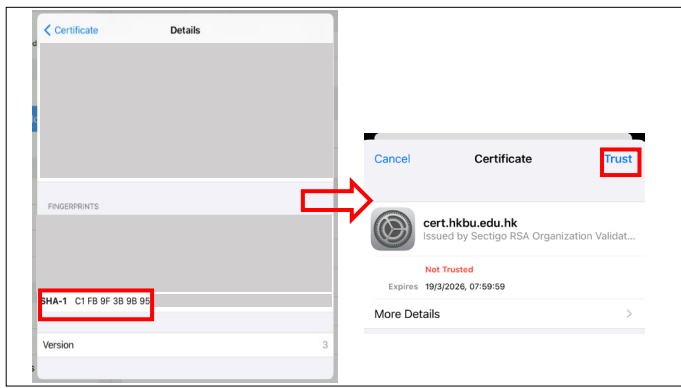 Certificate
Details
FINGERPRINTS
SHA-1 C1 FB 9F 3B 9B 95
Version 3
Cancel
Certificate
Trust
cert.hkbu.edu.hk
Issued by Sectigo RSA Organization Validat...
Not Trusted
Expires 19/3/2026, 07:59:59
More Details